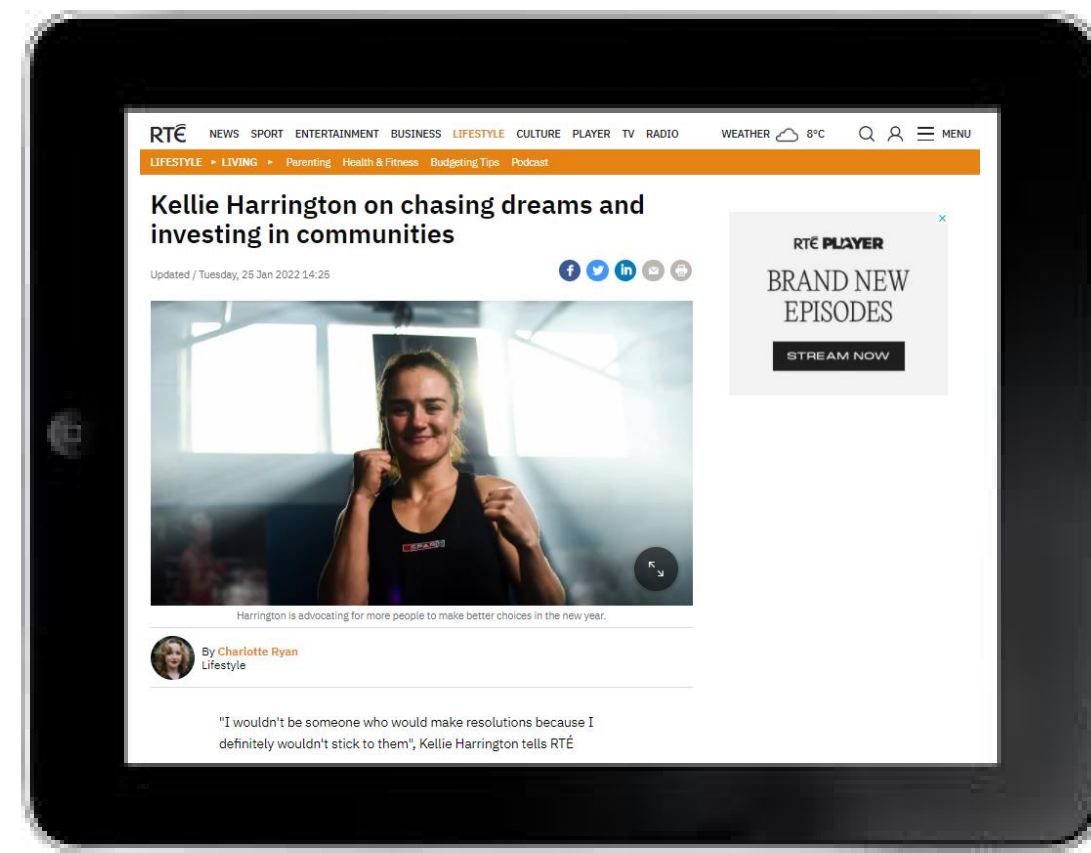 RTÉ NEWS SPORT ENTERTAINMENT BUSINESS LIFESTYLE CULTURE PLAYER TV RADIO WEATHER 8°C MENU
LIFESTYLE ▸ LIVING ▸ Parenting Health & Fitness Budgeting Tips Podcast
Kellie Harrington on chasing dreams and
investing in communities
Updated / Tuesday, 25 Jan 2022 14:25
f in
SPAR
Harrington is advocating for more people to make better choices in the new year.
By Charlotte Ryan
Lifestyle
"I wouldn't be someone who would make resolutions because I
definitely wouldn't stick to them", Kellie Harrington tells RTÉ
RTÉ PLAYER
BRAND NEW
EPISODES
STREAM NOW